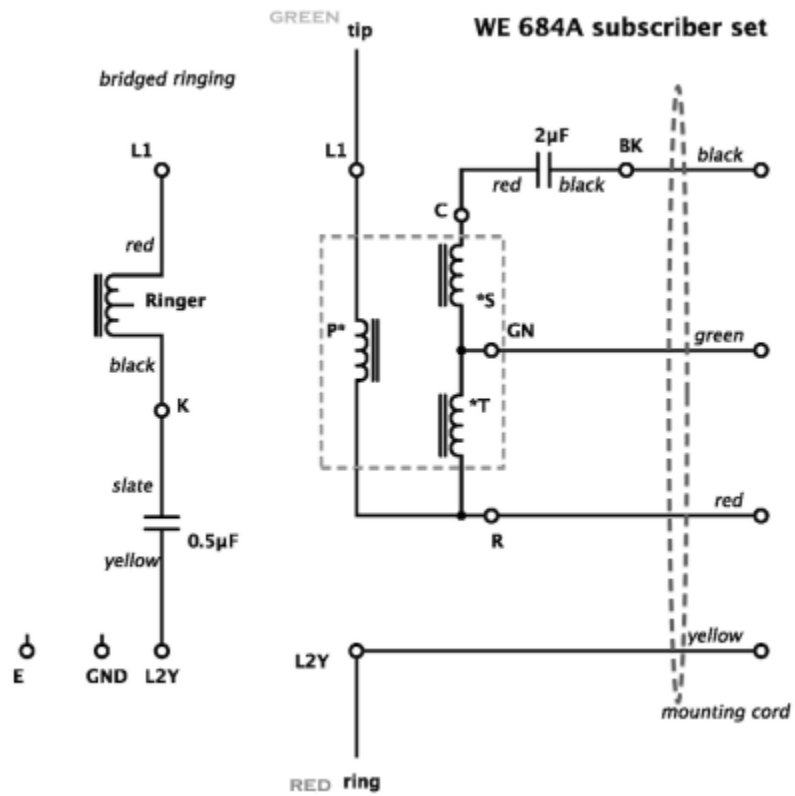 GREEN
tip
WE 684A subscriber set
bridged ringing
L1
red
Ringer
black
K
slate
0.5µF
yellow
E
GND
L2Y
L1
P*
C
red
2µF
black
BK
black
*S
GN
green
*T
red
R
L2Y
yellow
mounting cord
RED ring